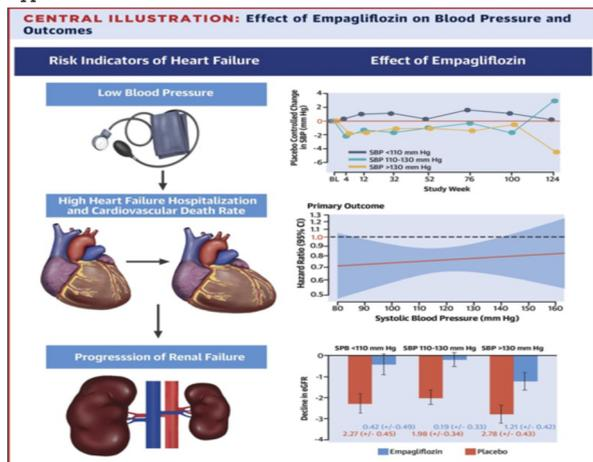 CENTRAL ILLUSTRATION: Effect of Empagliflozin on Blood Pressure and
Outcomes
Risk Indicators of Heart Failure
Effect of Empagliflozin
Low Blood Pressure
High Heart Failure Hospitalization
and Cardiovascular Death Rate
Progresssion of Renal Failure
Placebo Controlled Change
in SBP (mm Hg)
4
2
0
-2
-4
-6
SBP <110 mm Hg
SBP 110-130 mm Hg
SBP >130 mm Hg
BL 4 12 32 52 76 100 124
Study Week
Primary Outcome
Hazard Ratio (95% CI)
1.3
1.2
1.1
1.0
0.9
0.8
0.7
0.6
0.5
80 90 100 110 120 130 140 150 160
Systolic Blood Pressure (mm Hg)
SPB <110 mm Hg SBP 110-130 mm Hg SBP >130 mm Hg
Decline in eGFR
0
-1
-2
-3
-4
0.42 (+/-0.49) 0.19 (+/- 0.33) 1.21 (+/- 0.42)
2.27 (+/- 0.45) 1.98 (+/-0.34) 2.78 (+/- 0.43)
Empagliflozin Placebo